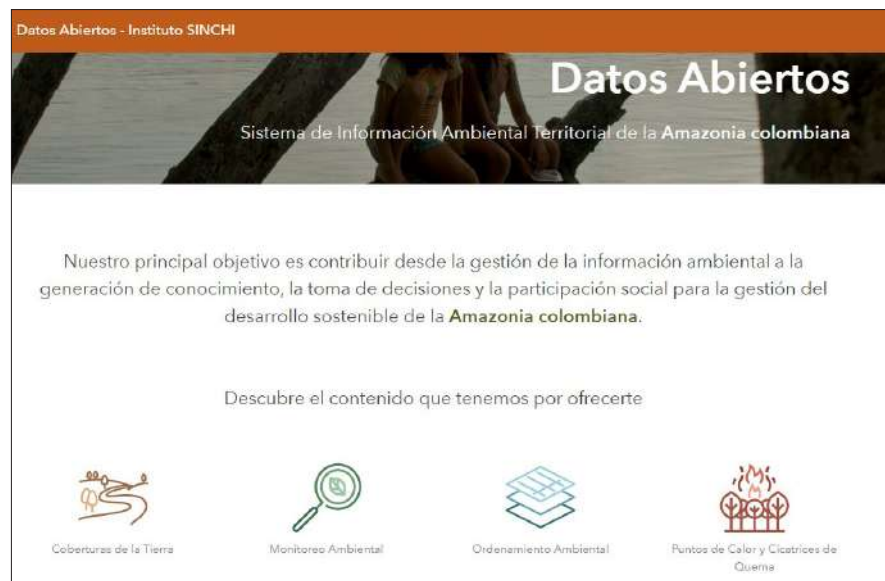 Datos Abiertos - Instituto SINCHI
Datos Abiertos
Sistema de Información Ambiental Territorial de la Amazonia colombiana
Nuestro principal objetivo es contribuir desde la gestión de la información ambiental a la
generación de conocimiento, la toma de decisiones y la participación social para la gestión del
desarrollo sostenible de la Amazonia colombiana.
Descubre el contenido que tenemos por ofrecerte
Coberturas de la Tierra
Monitoreo Ambiental
Ordenamiento Ambiental
Puntos de Calor y Cicatrices de
Quema